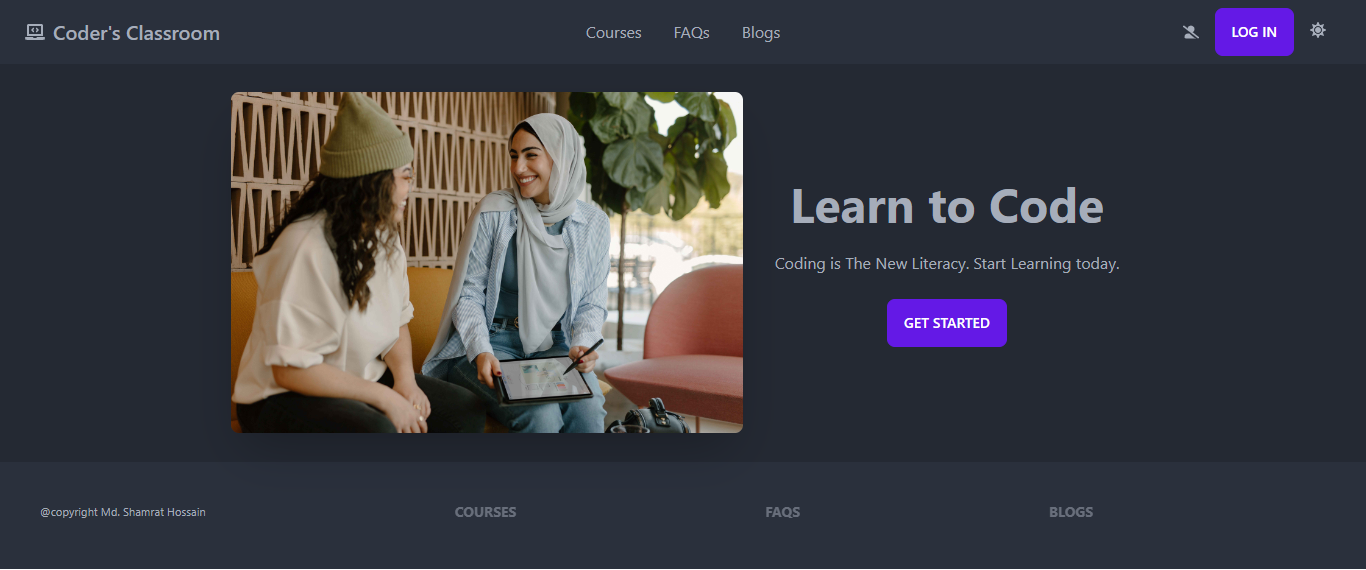 Coder's Classroom
Courses
FAQs
Blogs
LOG IN
Learn to Code
Coding is The New Literacy. Start Learning today.
GET STARTED
@copyright Md. Shamrat Hossain
COURSES
FAQS
BLOGS